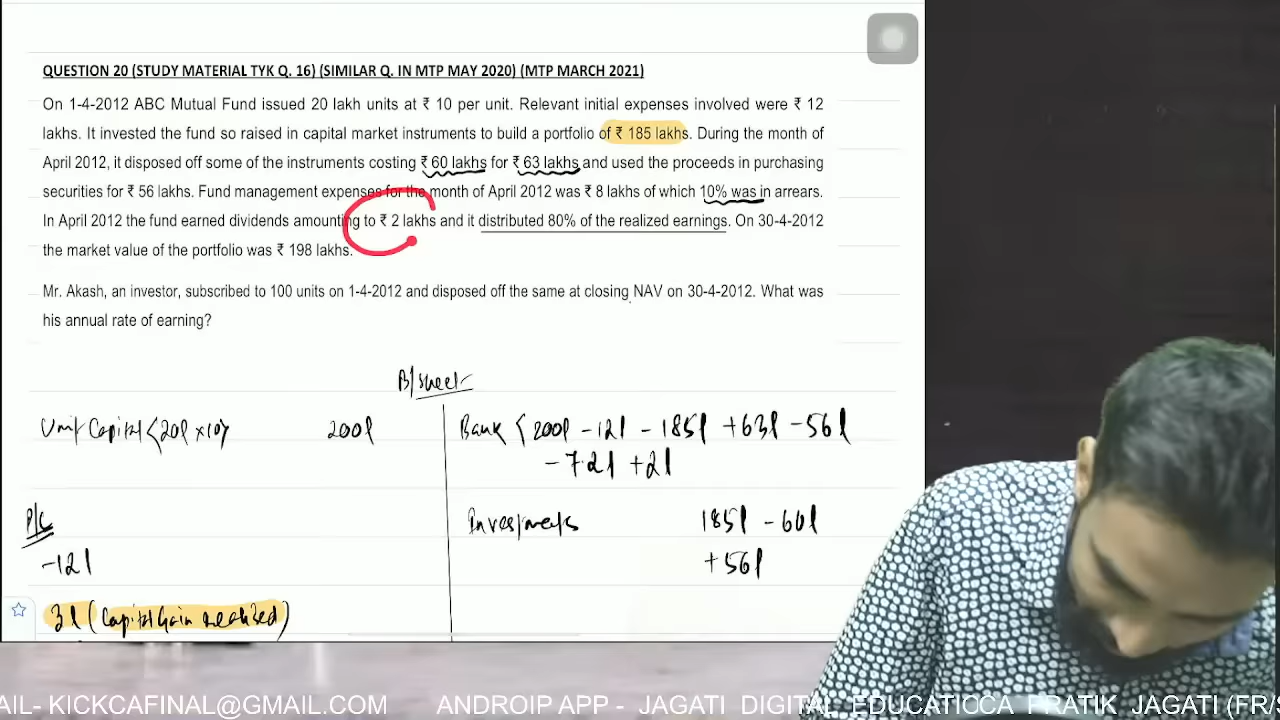 QUESTION 20 (STUDY MATERIAL TYK Q. 16) (SIMILAR Q. IN MTP MAY 2020) (MTP MARCH 2021)
On 1-4-2012 ABC Mutual Fund issued 20 lakh units at ₹ 10 per unit. Relevant initial expenses involved were ₹ 12
lakhs. It invested the fund so raised in capital market instruments to build a portfolio of ₹ 185 lakhs. During the month of
April 2012, it disposed off some of the instruments costing ₹ 60 lakhs for ₹ 63 lakhs and used the proceeds in purchasing
securities for ₹ 56 lakhs. Fund management expenses for the month of April 2012 was ₹ 8 lakhs of which 10% was in arrears.
In April 2012 the fund earned dividends amounting to ₹ 2 lakhs and it distributed 80% of the realized earnings. On 30-4-2012
the market value of the portfolio was ₹ 198 lakhs.
Mr. Akash, an investor, subscribed to 100 units on 1-4-2012 and disposed off the same at closing NAV on 30-4-2012. What was
his annual rate of earning?
B/sheet
Unit Capital (20l x10) 200l
Bank (200l -12l - 185l +63l -56l
-7.2l +2l
P/L
Investments 185l -60l
-12l
+56l
3l (Capital Gain realized)
AIL- KICKCAFINAL@GMAIL.COM ANDROIP APP - JAGATI DIGITAL EDUCATIOCA PRATIK JAGATI (FR/S